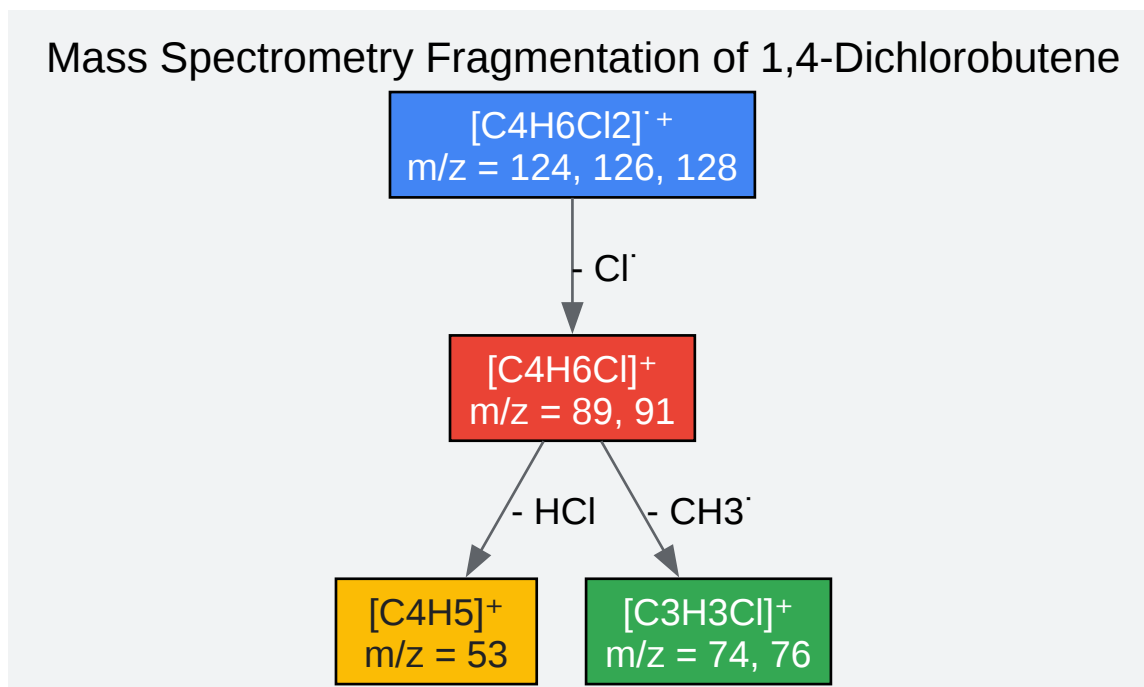 Mass Spectrometry Fragmentation of 1,4-Dichlorobutene
[C4H6Cl2]˙⁺
m/z = 124, 126, 128
- Cl˙
[C4H6Cl]⁺
m/z = 89, 91
- HCl
- CH3˙
[C4H5]⁺
m/z = 53
[C3H3Cl]⁺
m/z = 74, 76